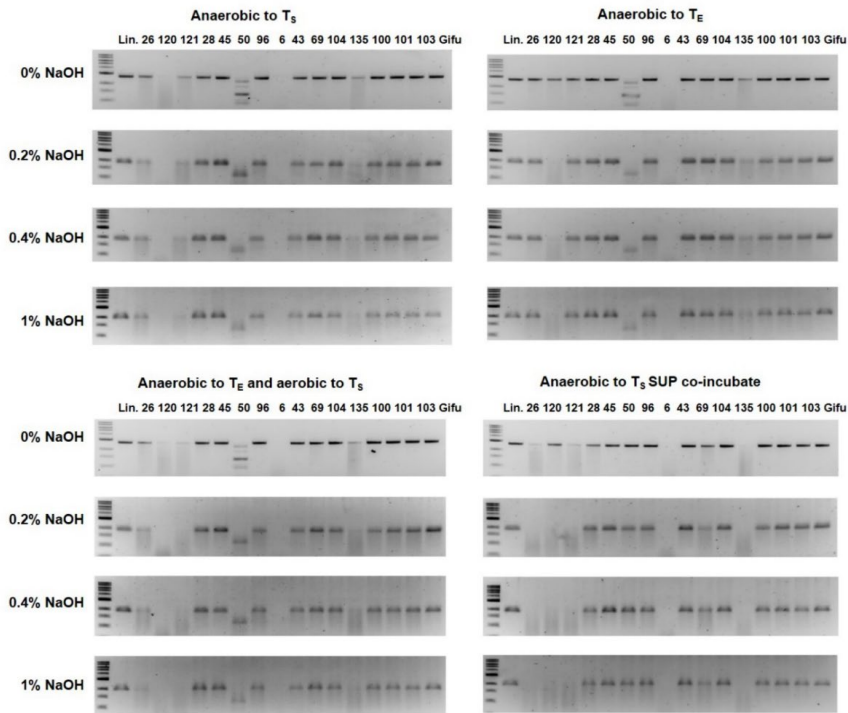 Anaerobic to TS
Lin. 26 120 121 28 45 50 96 6 43 69 104 135 100 101 103 Gifu
0% NaOH
0.2% NaOH
0.4% NaOH
1% NaOH
Anaerobic to TE
Lin. 26 120 121 28 45 50 96 6 43 69 104 135 100 101 103 Gifu
Anaerobic to TE and aerobic to TS
Lin. 26 120 121 28 45 50 96 6 43 69 104 135 100 101 103 Gifu
0% NaOH
0.2% NaOH
0.4% NaOH
1% NaOH
Anaerobic to TS SUP co-incubate
Lin. 26 120 121 28 45 50 96 6 43 69 104 135 100 101 103 Gifu